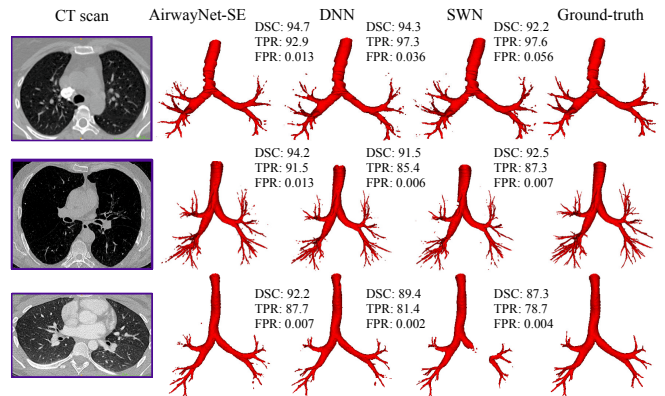 CT scan AirwayNet-SE DNN SWN Ground-truth
DSC: 94.7 DSC: 94.3 DSC: 92.2
TPR: 92.9 TPR: 97.3 TPR: 97.6
FPR: 0.013 FPR: 0.036 FPR: 0.056
DSC: 94.2 DSC: 91.5 DSC: 92.5
TPR: 91.5 TPR: 85.4 TPR: 87.3
FPR: 0.013 FPR: 0.006 FPR: 0.007
DSC: 92.2 DSC: 89.4 DSC: 87.3
TPR: 87.7 TPR: 81.4 TPR: 78.7
FPR: 0.007 FPR: 0.002 FPR: 0.004